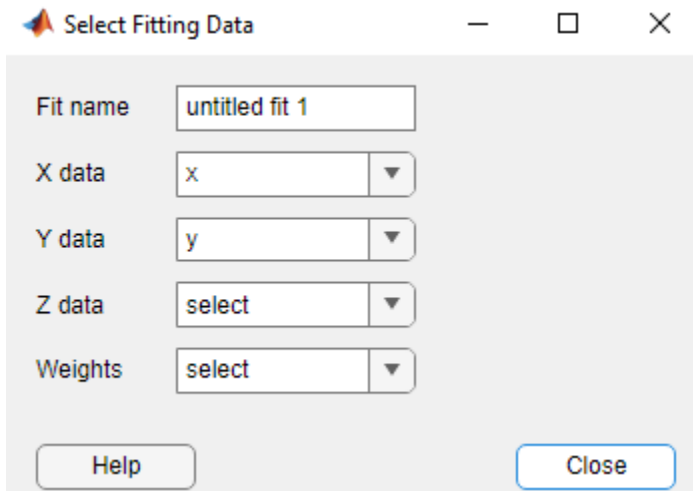 Select Fitting Data
Fit name untitled fit 1
X data x
Y data y
Z data select
Weights select
Help Close